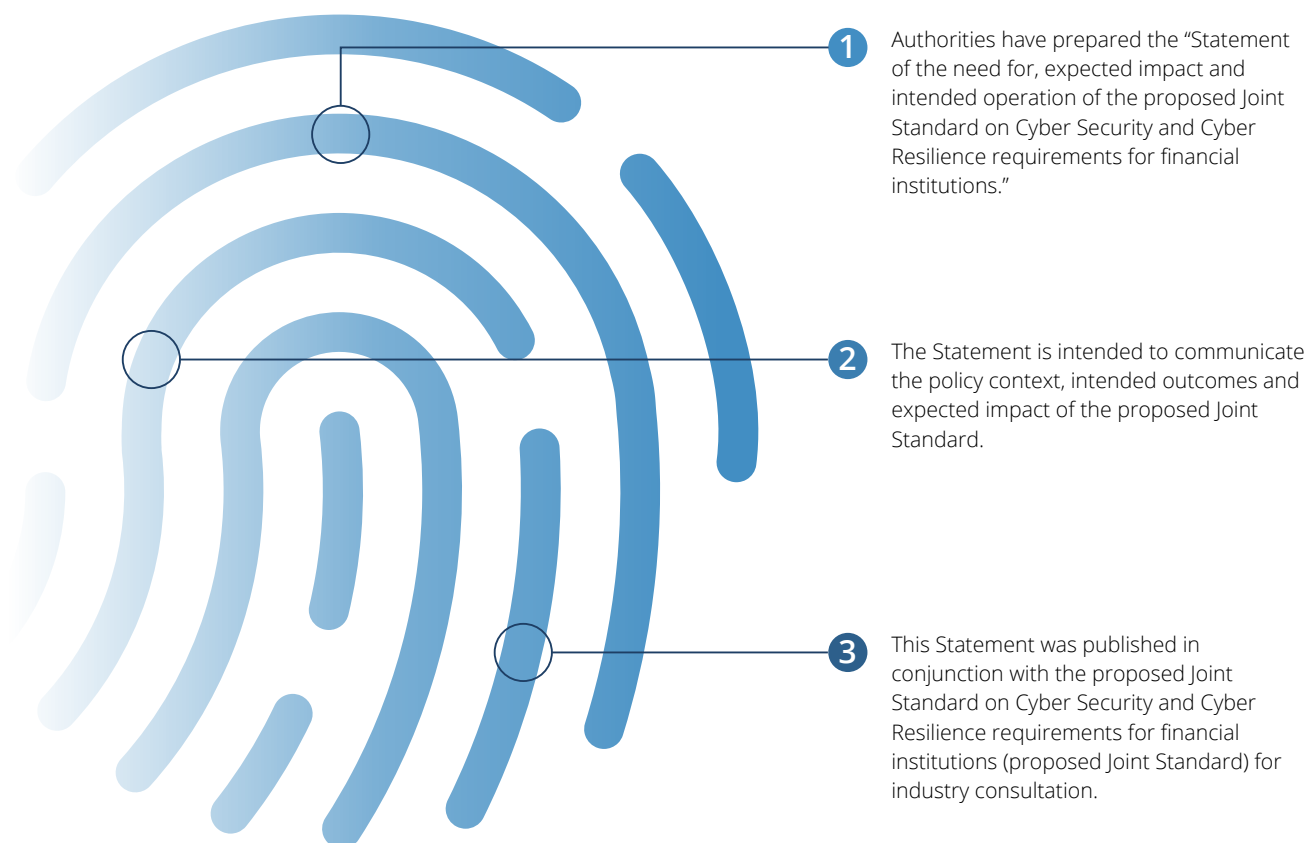 1
Authorities have prepared the “Statement
of the need for, expected impact and
intended operation of the proposed Joint
Standard on Cyber Security and Cyber
Resilience requirements for financial
institutions.”
2
The Statement is intended to communicate
the policy context, intended outcomes and
expected impact of the proposed Joint
Standard.
3
This Statement was published in
conjunction with the proposed Joint
Standard on Cyber Security and Cyber
Resilience requirements for financial
institutions (proposed Joint Standard) for
industry consultation.